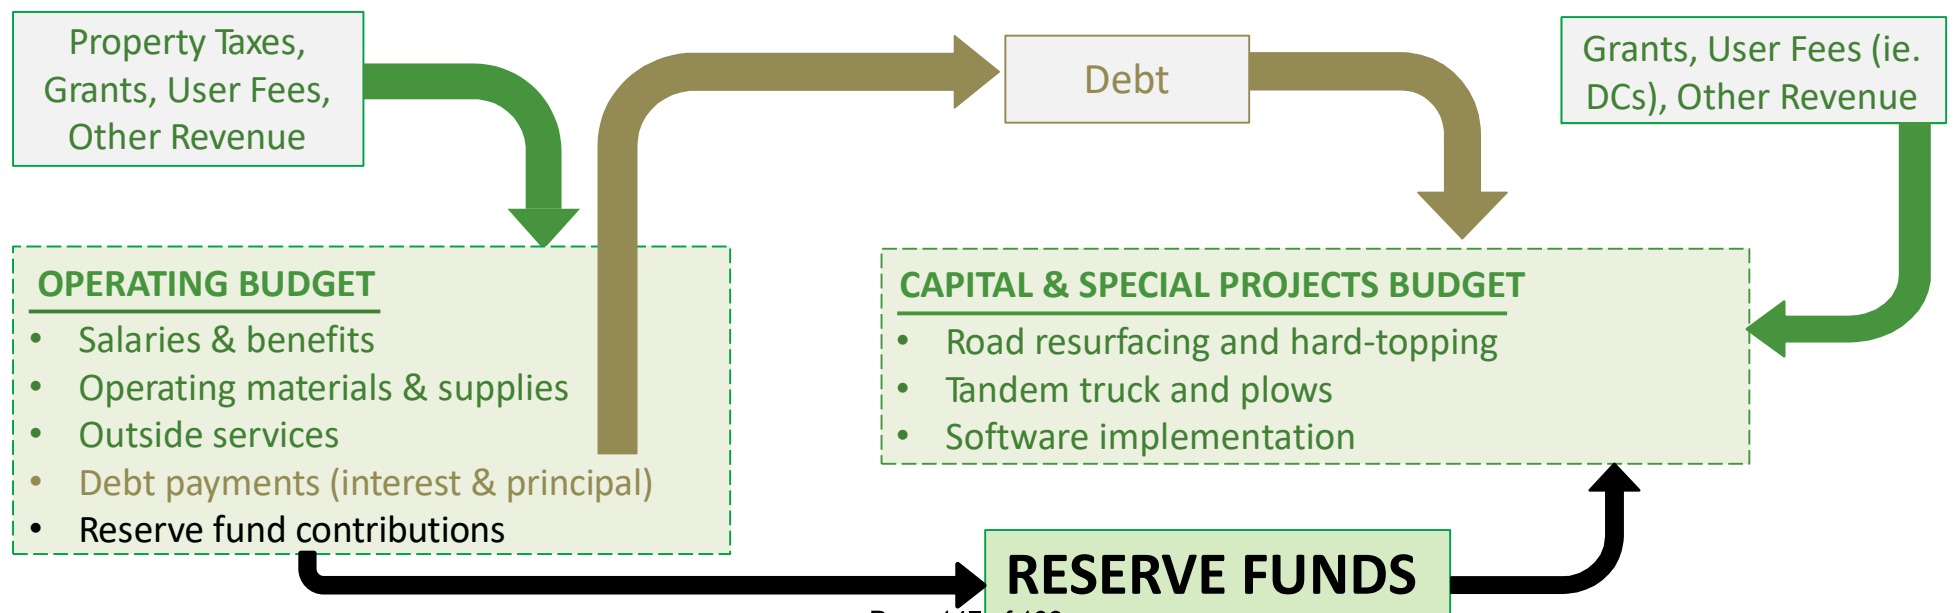 Property Taxes,
Grants, User Fees,
Other Revenue
Debt
Grants, User Fees (ie.
DCs), Other Revenue
OPERATING BUDGET
• Salaries & benefits
• Operating materials & supplies
• Outside services
• Debt payments (interest & principal)
• Reserve fund contributions
CAPITAL & SPECIAL PROJECTS BUDGET
• Road resurfacing and hard-topping
• Tandem truck and plows
• Software implementation
RESERVE FUNDS